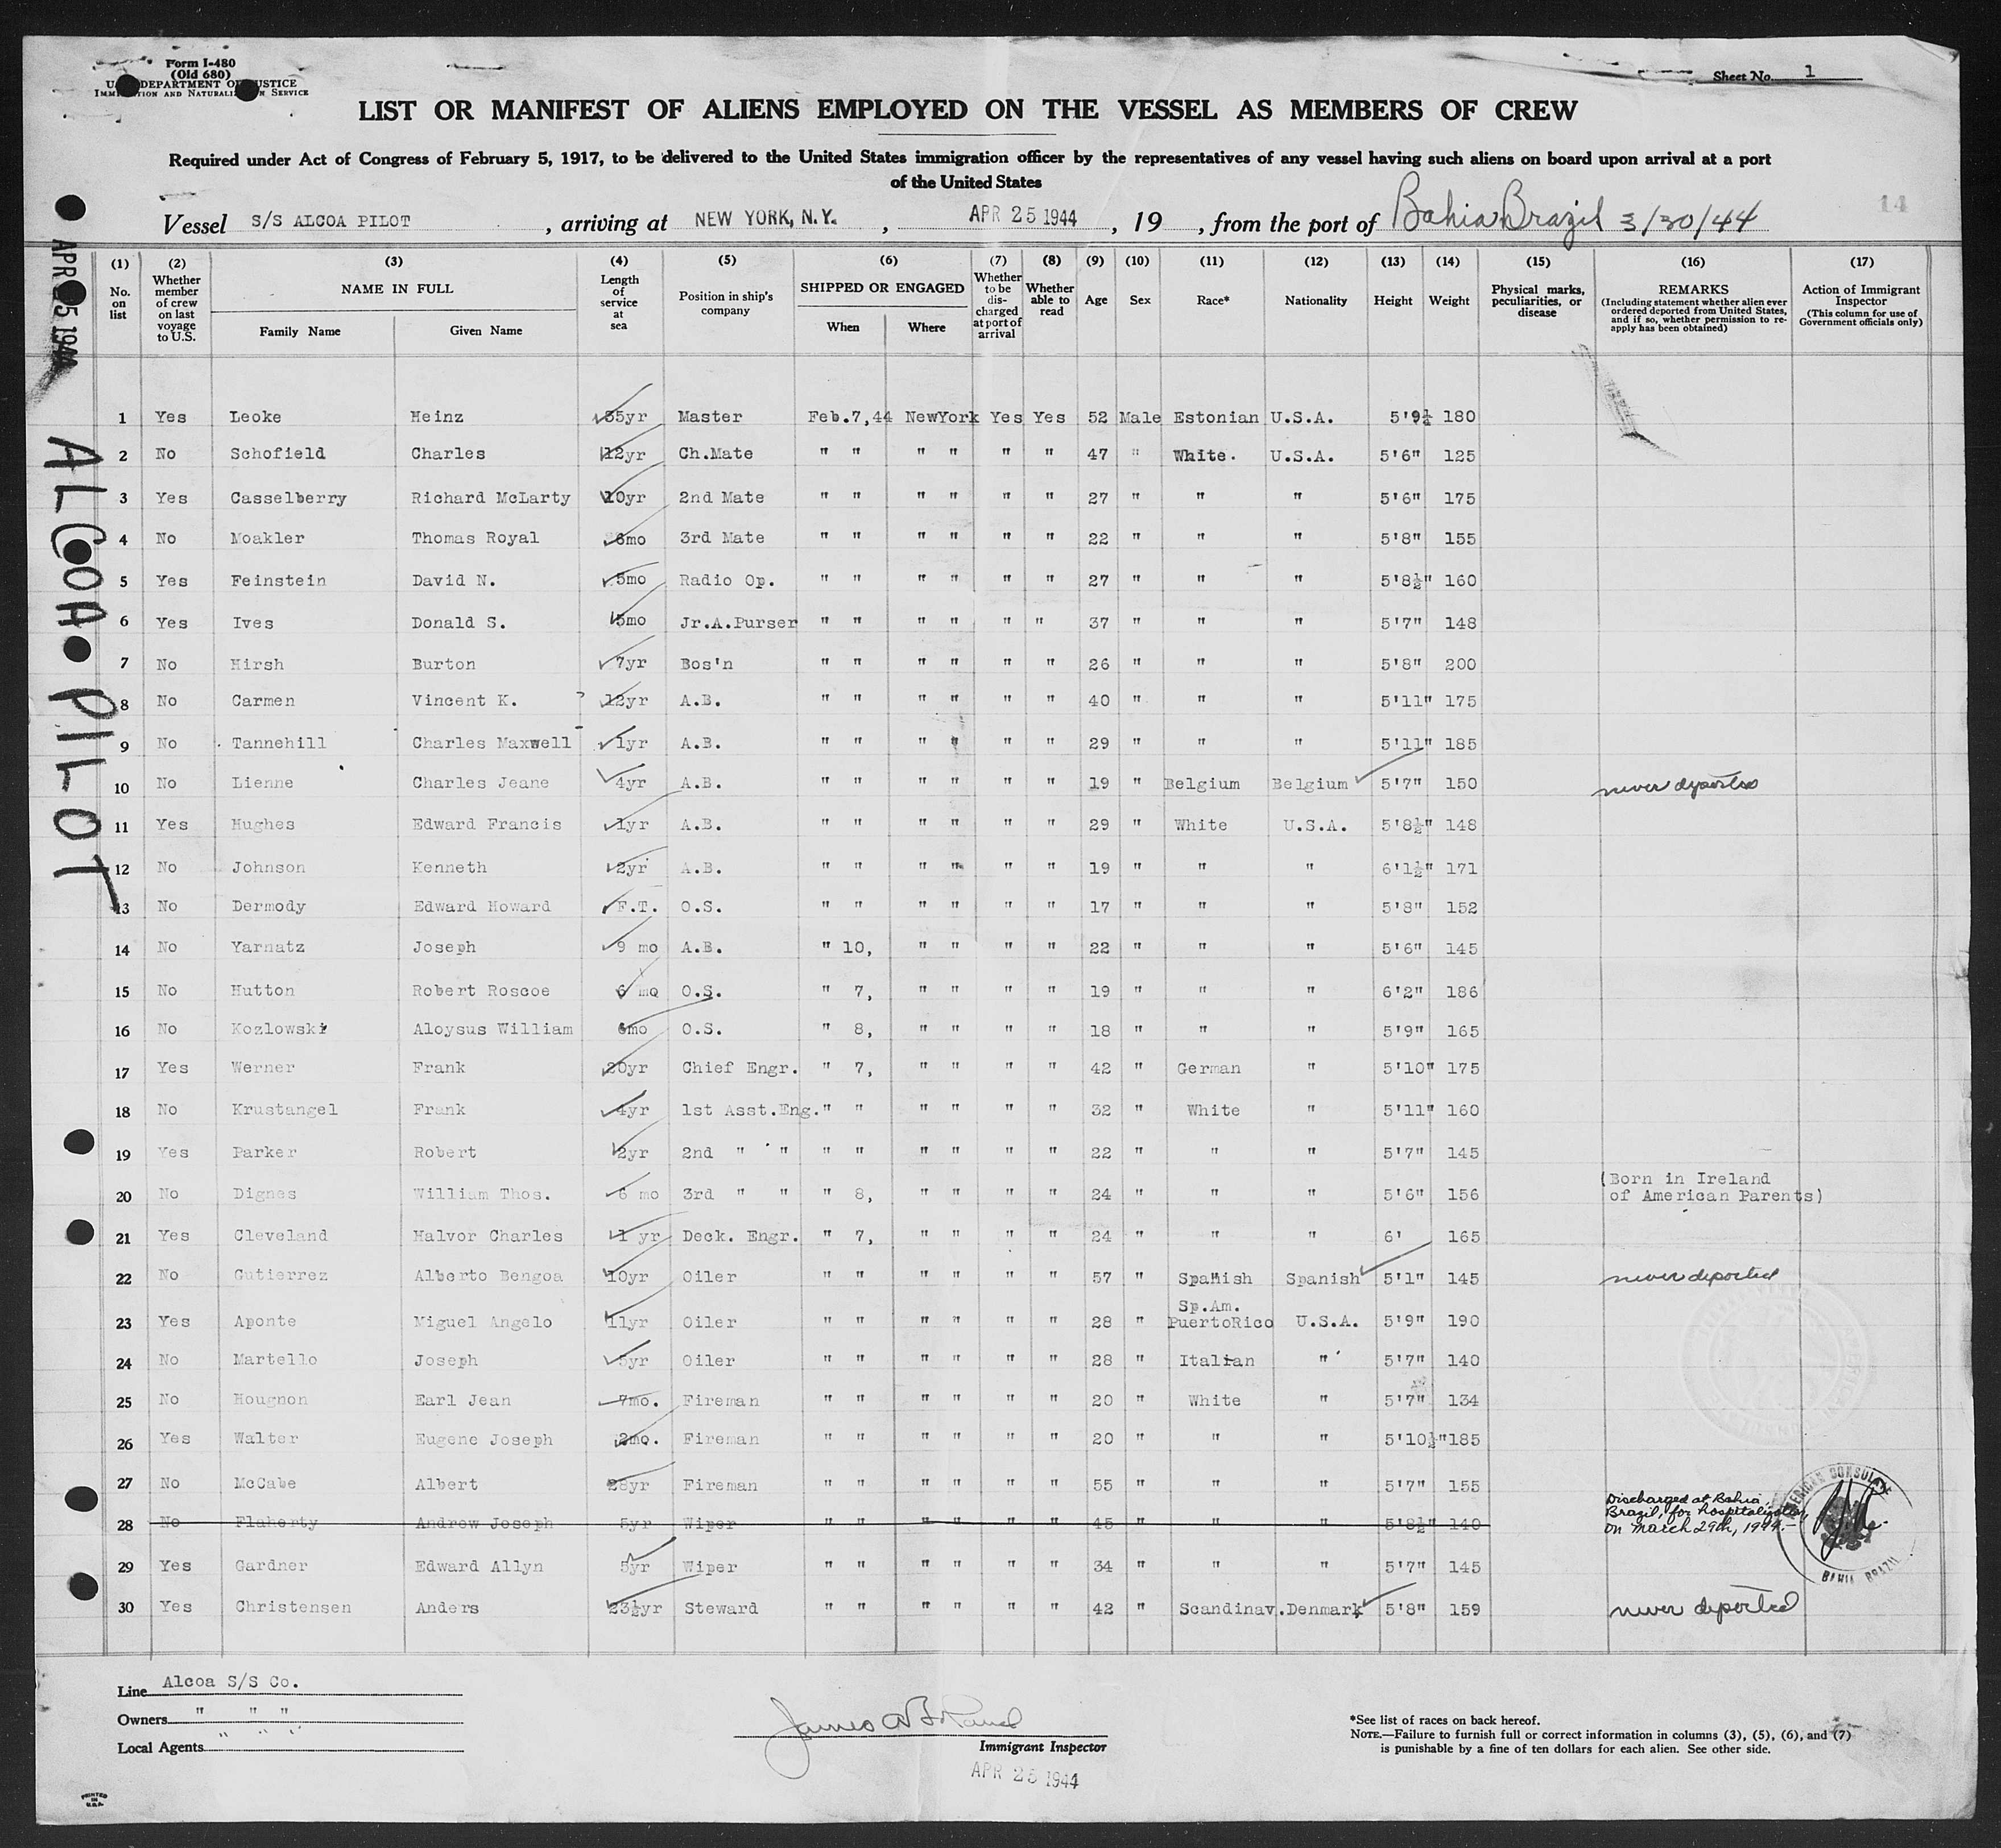 Form I-480
(Old 680)
U. DEPARTMENT OF JUSTICE
IMMIGRATION AND NATURALIZATION SERVICE
Sheet No. 1
LIST OR MANIFEST OF ALIENS EMPLOYED ON THE VESSEL AS MEMBERS OF CREW
Required under Act of Congress of February 5, 1917, to be delivered to the United States immigration officer by the representatives of any vessel having such aliens on board upon arrival at a port
of the United States
Vessel S/S ALCOA PILOT, arriving at NEW YORK, N.Y., APR 25 1944, 19 , from the port of Bahia Brazil 3/30/44
14
APR 25 1944
ALCOA PILOT
(1) No. on list
(2) Whether member of crew on last voyage to U.S.
(3) NAME IN FULL Family Name Given Name
(4) Length of service at sea
(5) Position in ship's company
(6) SHIPPED OR ENGAGED When Where
(7) Whether to be discharged at port of arrival
(8) Whether able to read
(9) Age
(10) Sex
(11) Race*
(12) Nationality
(13) Height
(14) Weight
(15) Physical marks, peculiarities, or disease
(16) REMARKS (Including statement whether alien ever ordered deported from United States, and if so, whether permission to re-apply has been obtained)
(17) Action of Immigrant Inspector (This column for use of Government officials only)
1 Yes Leoke Heinz 35yr Master Feb.7,44 NewYork Yes Yes 52 Male Estonian U.S.A. 5'9½ 180
2 No Schofield Charles 12yr Ch.Mate " " " " " " 47 " White. U.S.A. 5'6" 125
3 Yes Casselberry Richard McLarty 10yr 2nd Mate " " " " " " 27 " " " 5'6" 175
4 No Moakler Thomas Royal 6mo 3rd Mate " " " " " " 22 " " " 5'8" 155
5 Yes Feinstein David N. 5mo Radio Op. " " " " " " 27 " " " 5'8½" 160
6 Yes Ives Donald S. 5mo Jr.A.Purser " " " " " " 37 " " " 5'7" 148
7 No Hirsh Burton 7yr Bos'n " " " " " " 26 " " " 5'8" 200
8 No Carmen Vincent K. ? 12yr A.B. " " " " " " 40 " " " 5'11" 175
9 No Tannehill Charles Maxwell 1yr A.B. " " " " " " 29 " " " 5'11" 185
10 No Lienne Charles Jeane 4yr A.B. " " " " " " 19 " Belgium Belgium 5'7" 150 never deported
11 Yes Hughes Edward Francis 1yr A.B. " " " " " " 29 " White U.S.A. 5'8½" 148
12 No Johnson Kenneth 2yr A.B. " " " " " " 19 " " " 6'1½" 171
13 No Dermody Edward Howard F.T. O.S. " " " " " " 17 " " " 5'8" 152
14 No Yarnatz Joseph 9 mo A.B. " 10, " " " " 22 " " " 5'6" 145
15 No Hutton Robert Roscoe 6 mo O.S. " 7, " " " " 19 " " " 6'2" 186
16 No Kozlowski Aloysus William 6mo O.S. " 8, " " " " 18 " " " 5'9" 165
17 Yes Werner Frank 20yr Chief Engr. " 7, " " " " 42 " German " 5'10" 175
18 No Krustangel Frank 4yr 1st Asst.Eng. " " " " " " 32 " White " 5'11" 160
19 Yes Parker Robert 2yr 2nd " " " " " " " " 22 " " " 5'7" 145
20 No Dignes William Thos. 6 mo 3rd " " " 8, " " " " 24 " " " 5'6" 156 (Born in Ireland
of American Parents)
21 Yes Cleveland Halvor Charles 1 yr Deck. Engr. " 7, " " " " 24 " " " 6' 165
22 No Gutierrez Alberto Bengoa 10yr Oiler " " " " " " 57 " Spanish Spanish 5'1" 145 never deported
23 Yes Aponte Miguel Angelo 11yr Oiler " " " " " " 28 " Sp.Am. PuertoRico U.S.A. 5'9" 190
24 No Martello Joseph 5yr Oiler " " " " " " 28 " Italian " 5'7" 140
25 No Hougnon Earl Jean 7mo. Fireman " " " " " " 20 " White " 5'7" 134
26 Yes Walter Eugene Joseph 2mo. Fireman " " " " " " 20 " " " 5'10½" 185
27 No McCabe Albert 28yr Fireman " " " " " " 55 " " " 5'7" 155
28 No Flaherty Andrew Joseph 5yr Wiper " " " " " " 45 " " " 5'8½" 140 Discharged at Bahia,
Brazil, for hospitalization
on March 29th, 1944.-
AMERICAN CONSULATE
BAHIA BRAZIL
29 Yes Gardner Edward Allyn 5yr Wiper " " " " " " 34 " " " 5'7" 145
30 Yes Christensen Anders 23½yr Steward " " " " " " 42 " Scandinav. Denmark 5'8" 159 never deported
Line Alcoa S/S Co.
Owners " " "
Local Agents " " "
Immigrant Inspector
APR 25 1944
*See list of races on back hereof.
NOTE.—Failure to furnish full or correct information in columns (3), (5), (6), and (7)
is punishable by a fine of ten dollars for each alien. See other side.
PRINTED IN U.S.A.